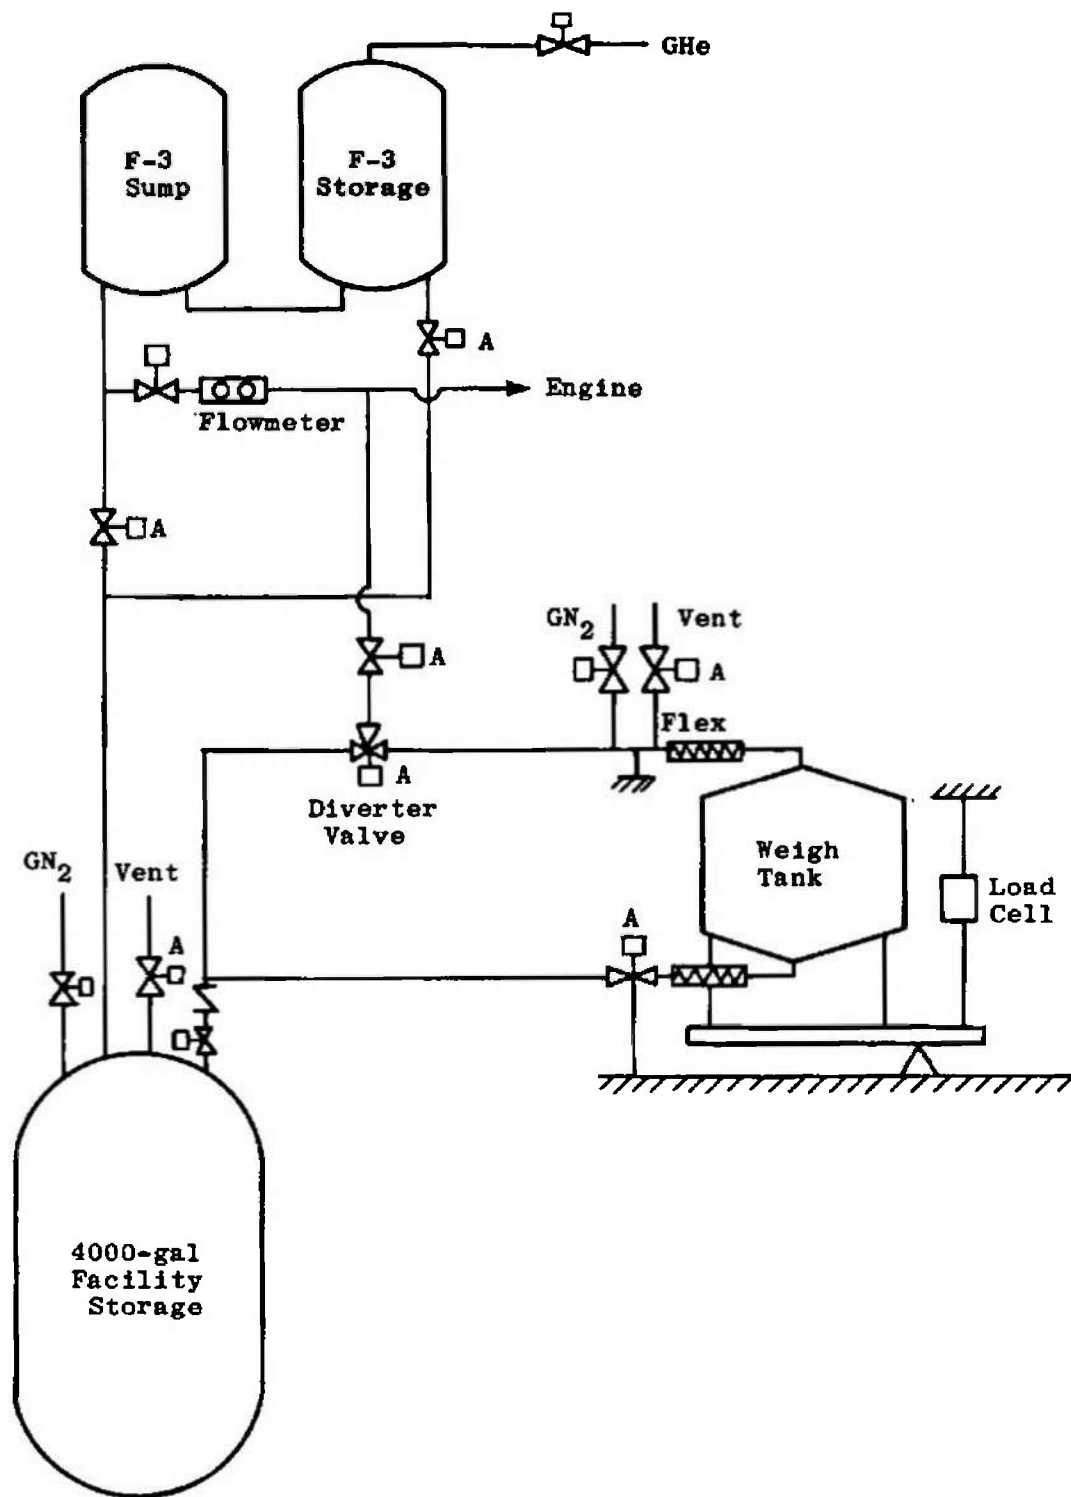 GHe
F-3
Sump
F-3
Storage
A
Engine
Flowmeter
A
GN2
Vent
A
A
Flex
A
Diverter
Valve
GN2
Vent
Weigh
Tank
Load
Cell
A
A
4000-gal
Facility
Storage